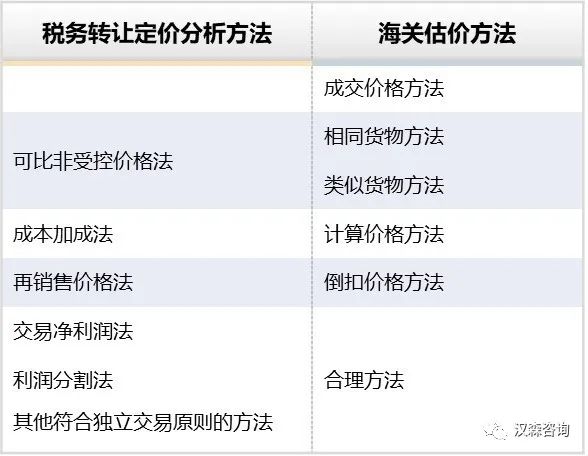 税务转让定价分析方法
海关估价方法
成交价格方法
可比非受控价格法
相同货物方法
类似货物方法
成本加成法
计算价格方法
再销售价格法
倒扣价格方法
交易净利润法
利润分割法
合理方法
其他符合独立交易原则的方法
汉森咨询